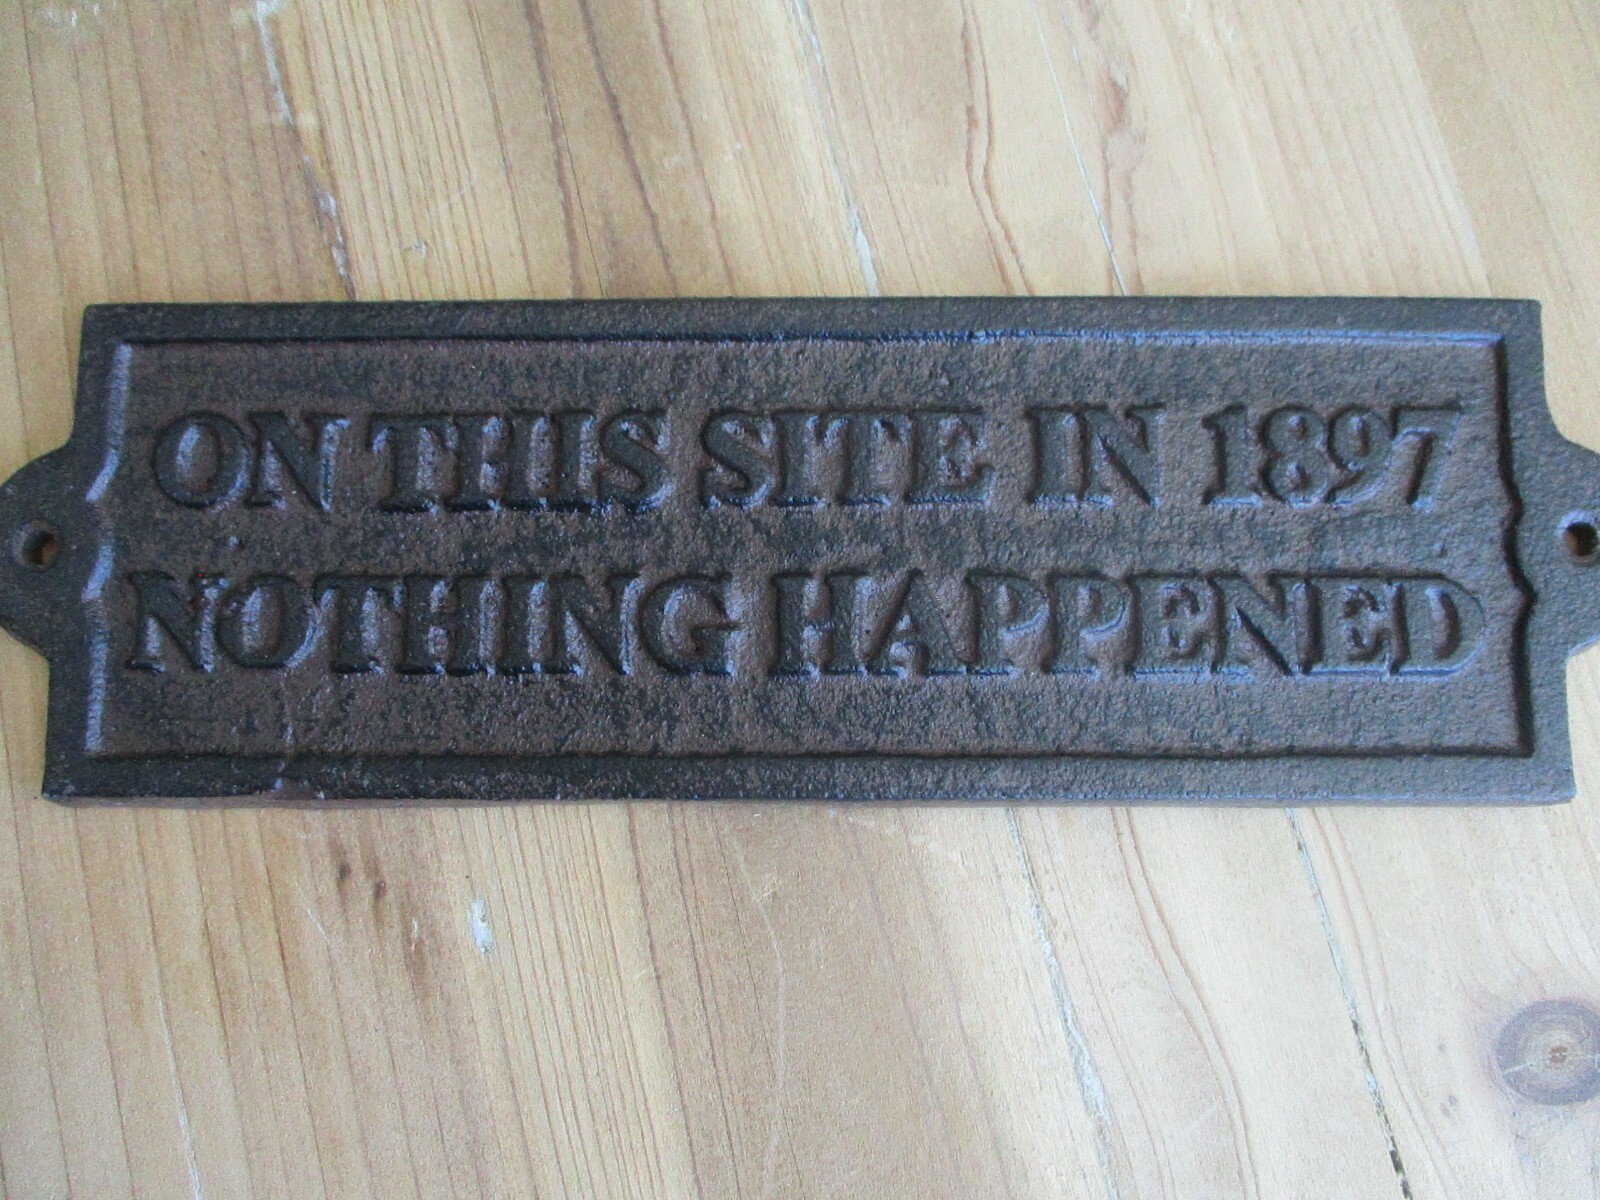 ON THIS SITE IN 1897
NOTHING HAPPENED